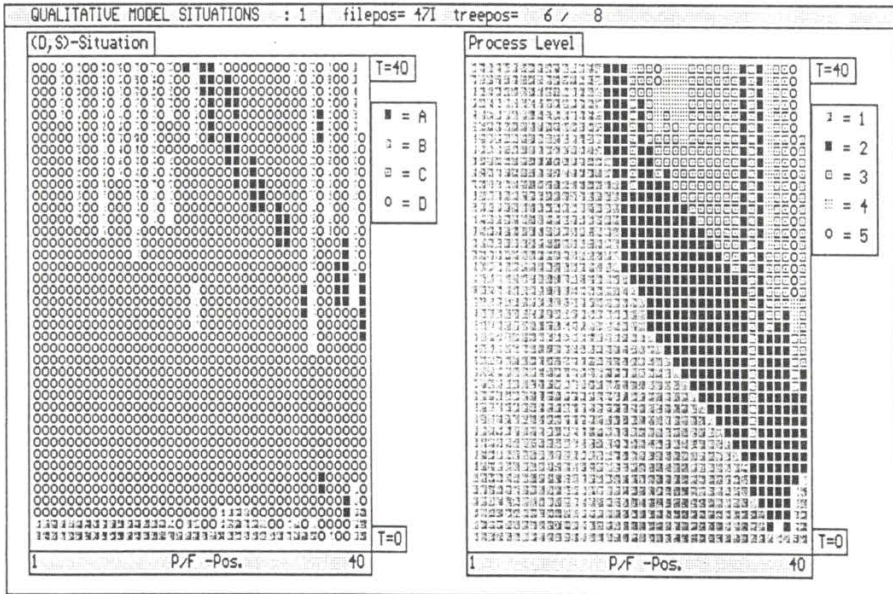 QUALITATIVE MODEL SITUATIONS : 1 filepos= 47I treepos= 6 / 8
(D,S)-Situation
T=40
= A
= B
= C
O = D
T=0
1 P/F -Pos. 40
Process Level
T=40
= 1
= 2
= 3
= 4
O = 5
T=0
1 P/F -Pos. 40